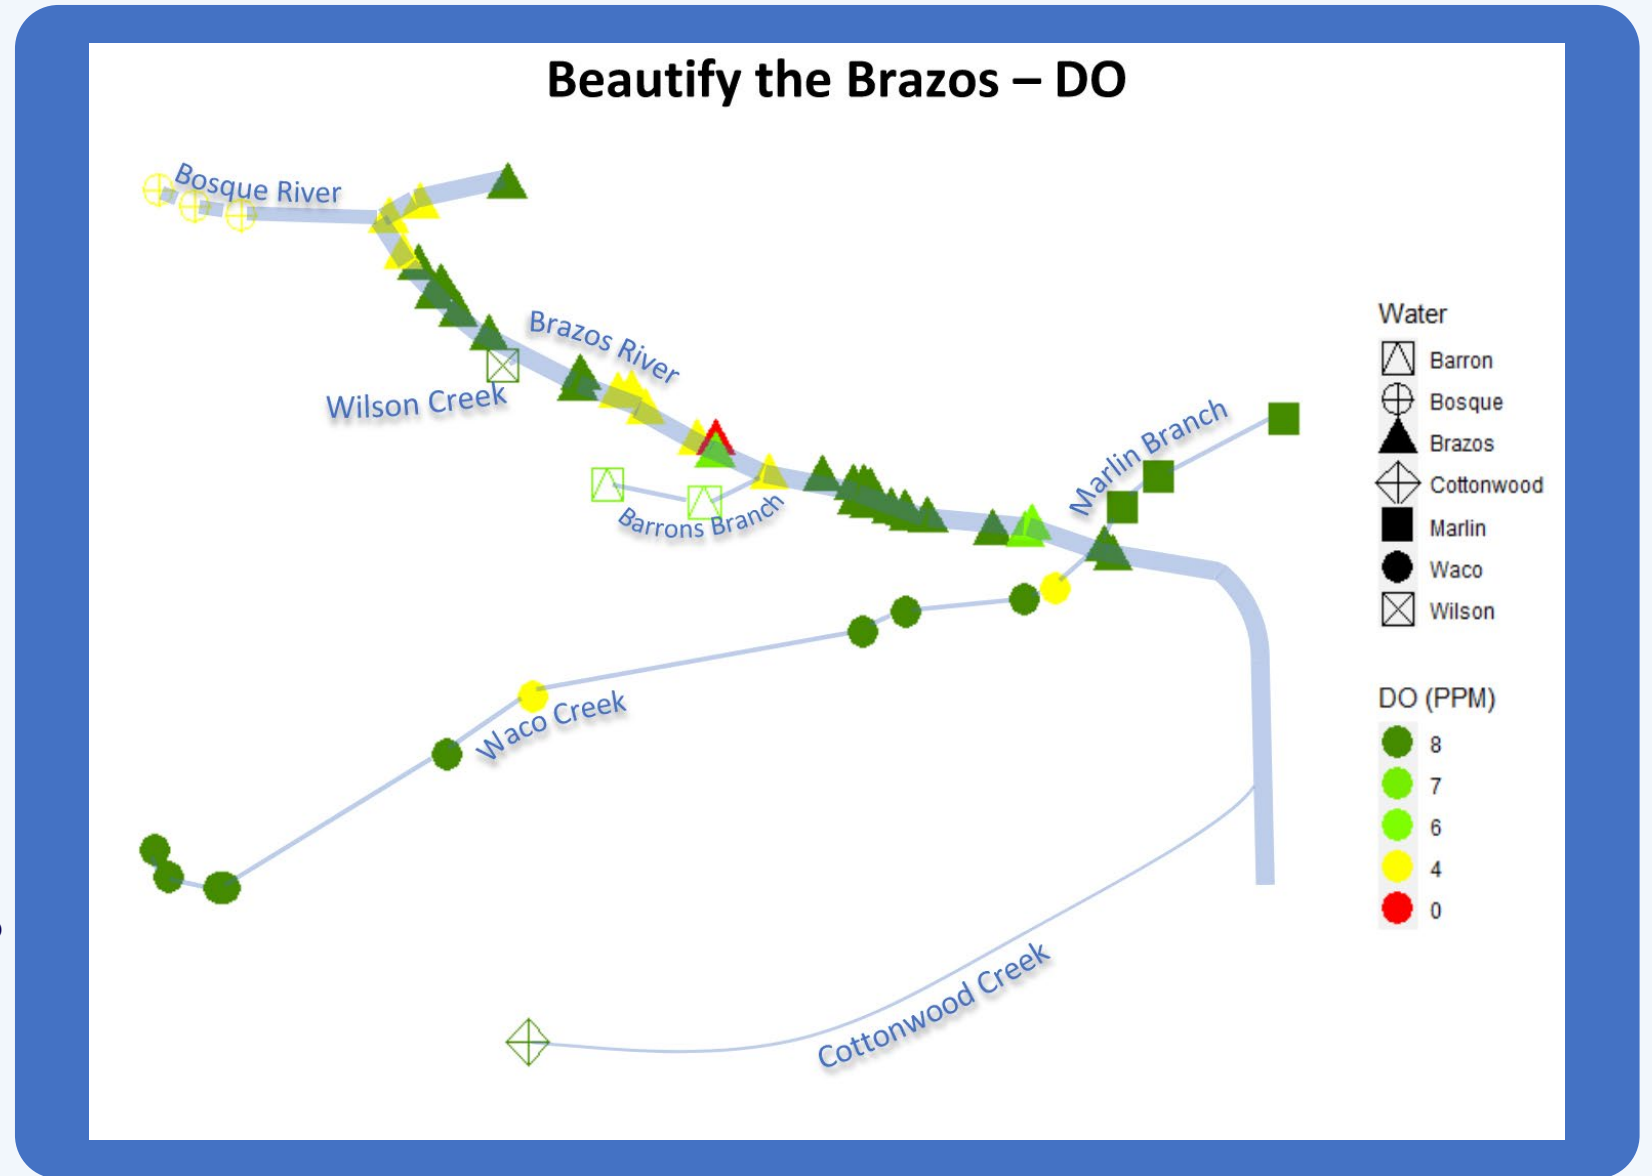 Beautify the Brazos – DO
Bosque River
Brazos River
Wilson Creek
Barrons Branch
Marlin Branch
Waco Creek
Cottonwood Creek
Water
Barron
Bosque
Brazos
Cottonwood
Marlin
Waco
Wilson
DO (PPM)
8
7
6
4
0